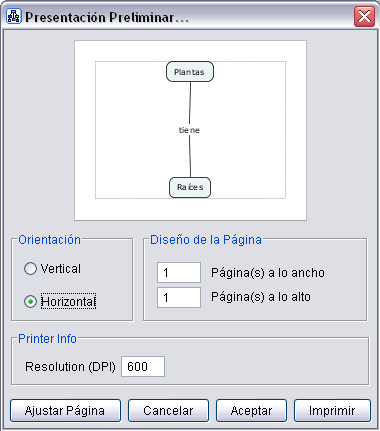 Presentación Preliminar...
Plantas
tiene
Raíces
Orientación
Vertical
Horizontal
Diseño de la Página
1 Página(s) a lo ancho
1 Página(s) a lo alto
Printer Info
Resolution (DPI) 600
Ajustar Página Cancelar Aceptar Imprimir